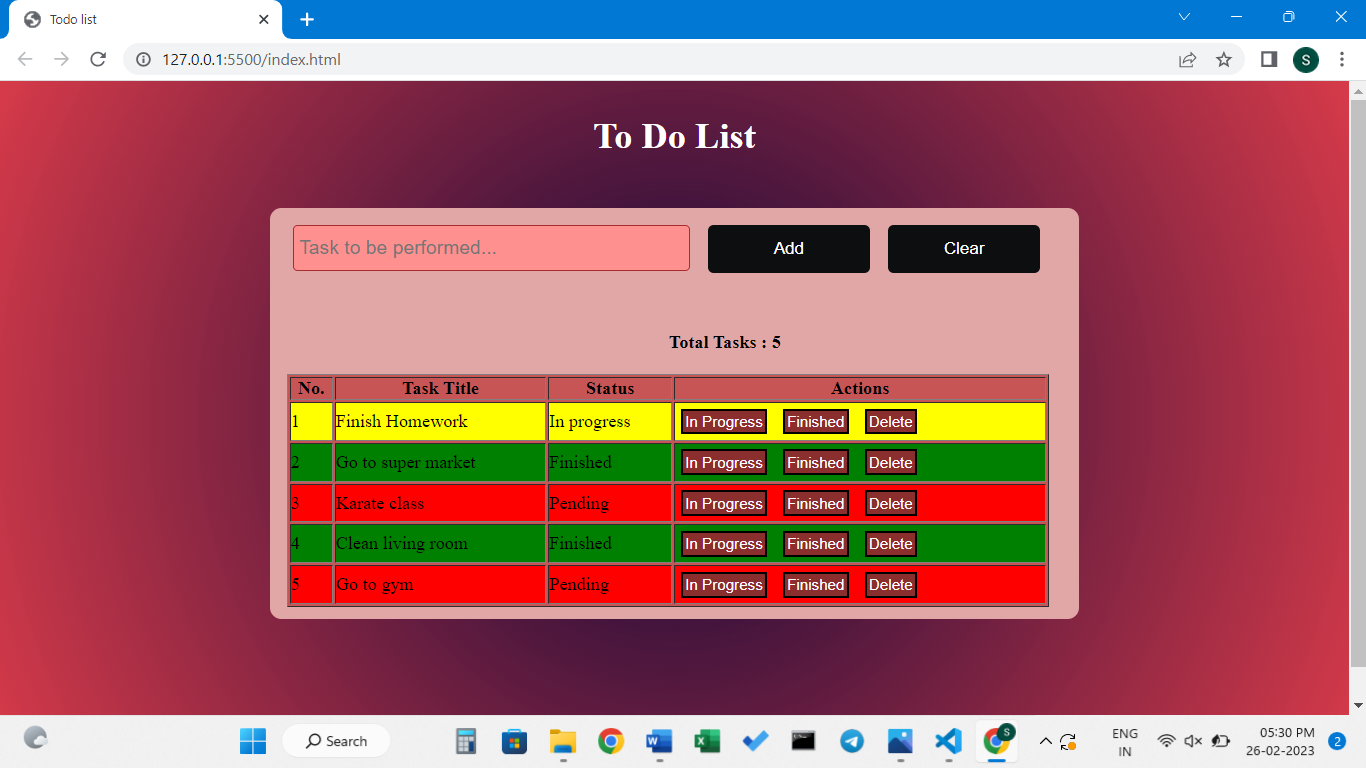 Todo list
127.0.0.1:5500/index.html
S
To Do List
Task to be performed... Add Clear
Total Tasks : 5
No. Task Title Status Actions
1 Finish Homework In progress In Progress Finished Delete
2 Go to super market Finished In Progress Finished Delete
3 Karate class Pending In Progress Finished Delete
4 Clean living room Finished In Progress Finished Delete
5 Go to gym Pending In Progress Finished Delete
Search
S
ENG
IN
05:30 PM
26-02-2023
2